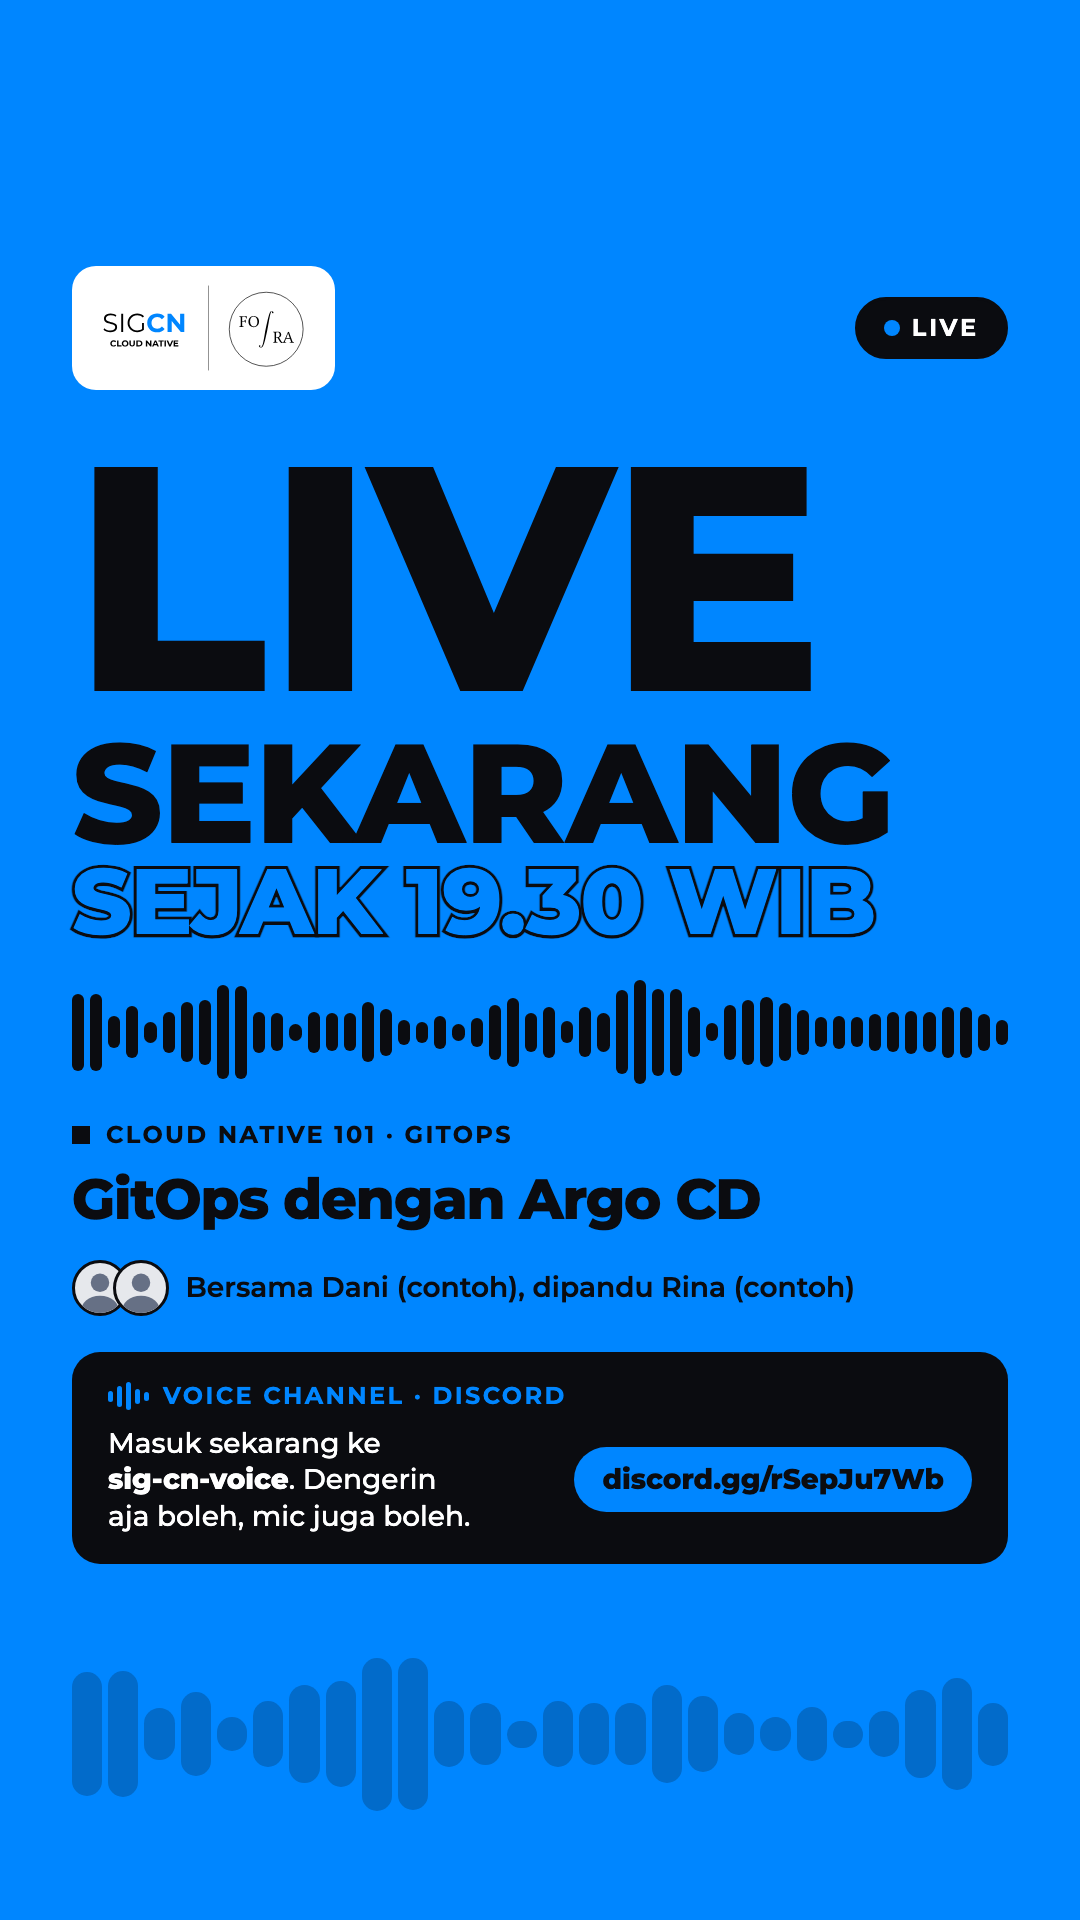 SIGCN
CLOUD NATIVE
FO
RA
LIVE
LIVE
SEKARANG
SEJAK 19.30 WIB
CLOUD NATIVE 101 · GITOPS
GitOps dengan Argo CD
Bersama Dani (contoh), dipandu Rina (contoh)
VOICE CHANNEL · DISCORD
Masuk sekarang ke
sig-cn-voice. Dengerin
aja boleh, mic juga boleh.
discord.gg/rSepJu7Wb